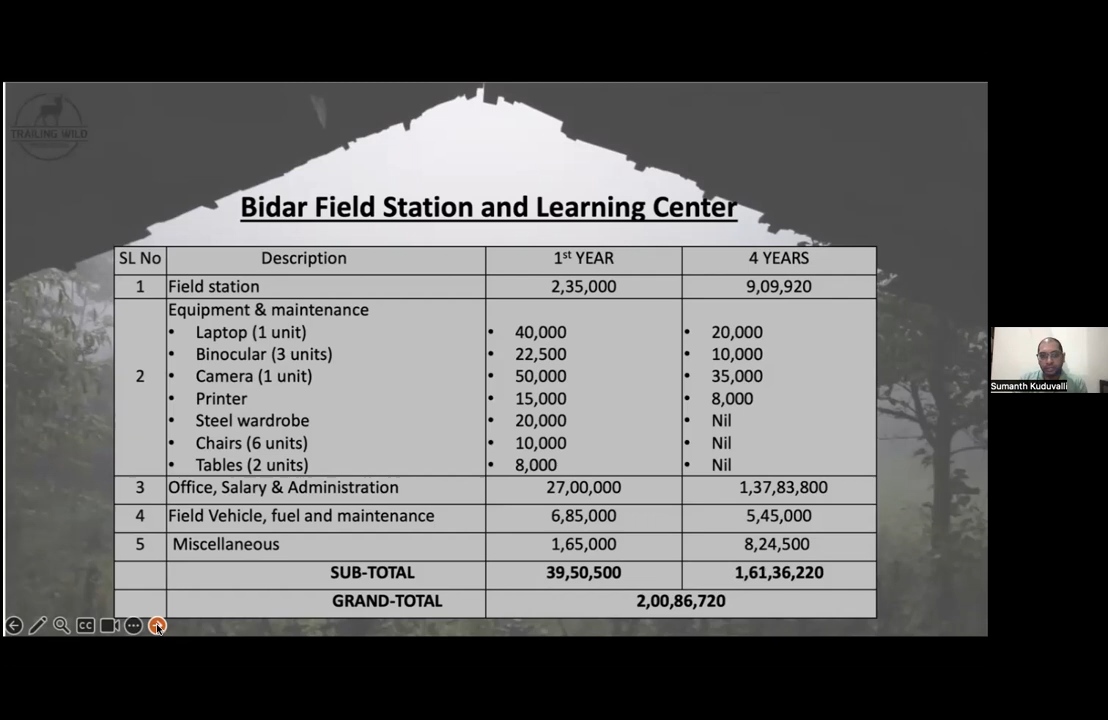 TRAILING WILD
Bidar Field Station and Learning Center
SL No Description 1st YEAR 4 YEARS
1 Field station 2,35,000 9,09,920
Equipment & maintenance
• Laptop (1 unit) • 40,000 • 20,000
• Binocular (3 units) • 22,500 • 10,000
2 • Camera (1 unit) • 50,000 • 35,000
• Printer • 15,000 • 8,000
• Steel wardrobe • 20,000 • Nil
• Chairs (6 units) • 10,000 • Nil
• Tables (2 units) • 8,000 • Nil
3 Office, Salary & Administration 27,00,000 1,37,83,800
4 Field Vehicle, fuel and maintenance 6,85,000 5,45,000
5 Miscellaneous 1,65,000 8,24,500
SUB-TOTAL 39,50,500 1,61,36,220
GRAND-TOTAL 2,00,86,720
CC
Sumanth Kuduvalli